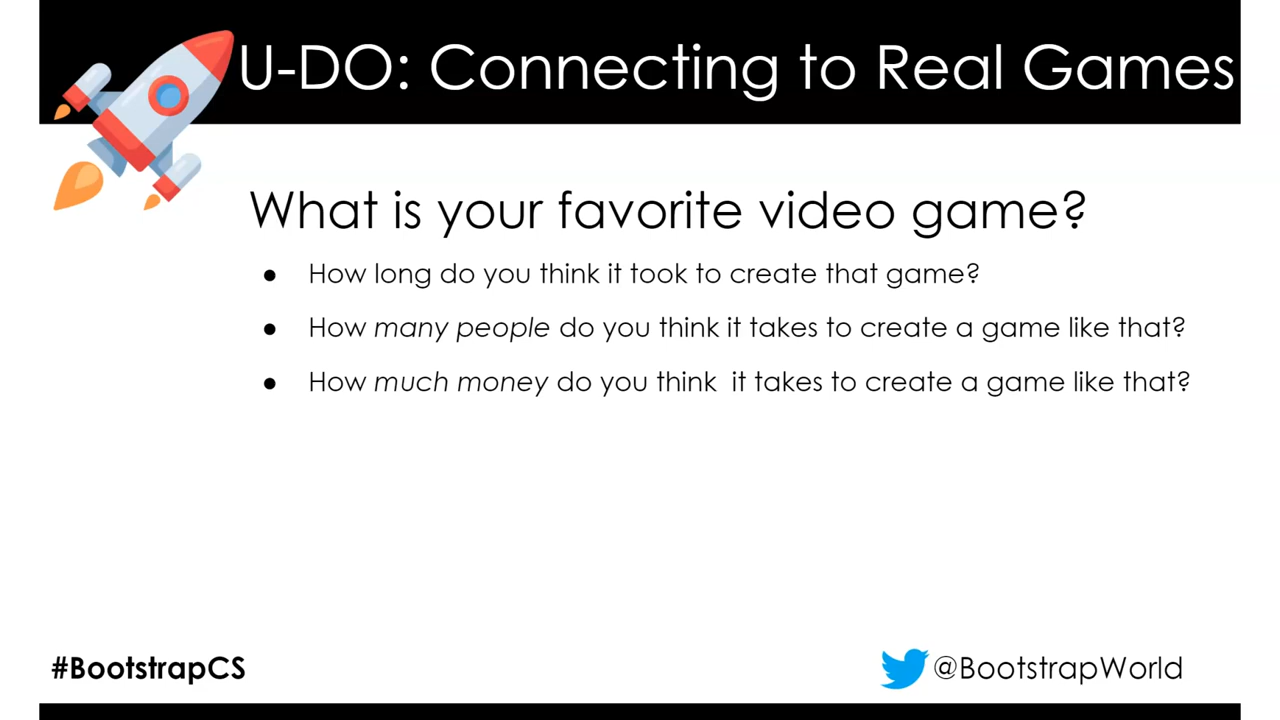 U-DO: Connecting to Real Games
What is your favorite video game?
● How long do you think it took to create that game?
● How many people do you think it takes to create a game like that?
● How much money do you think  it takes to create a game like that?
#BootstrapCS
@BootstrapWorld